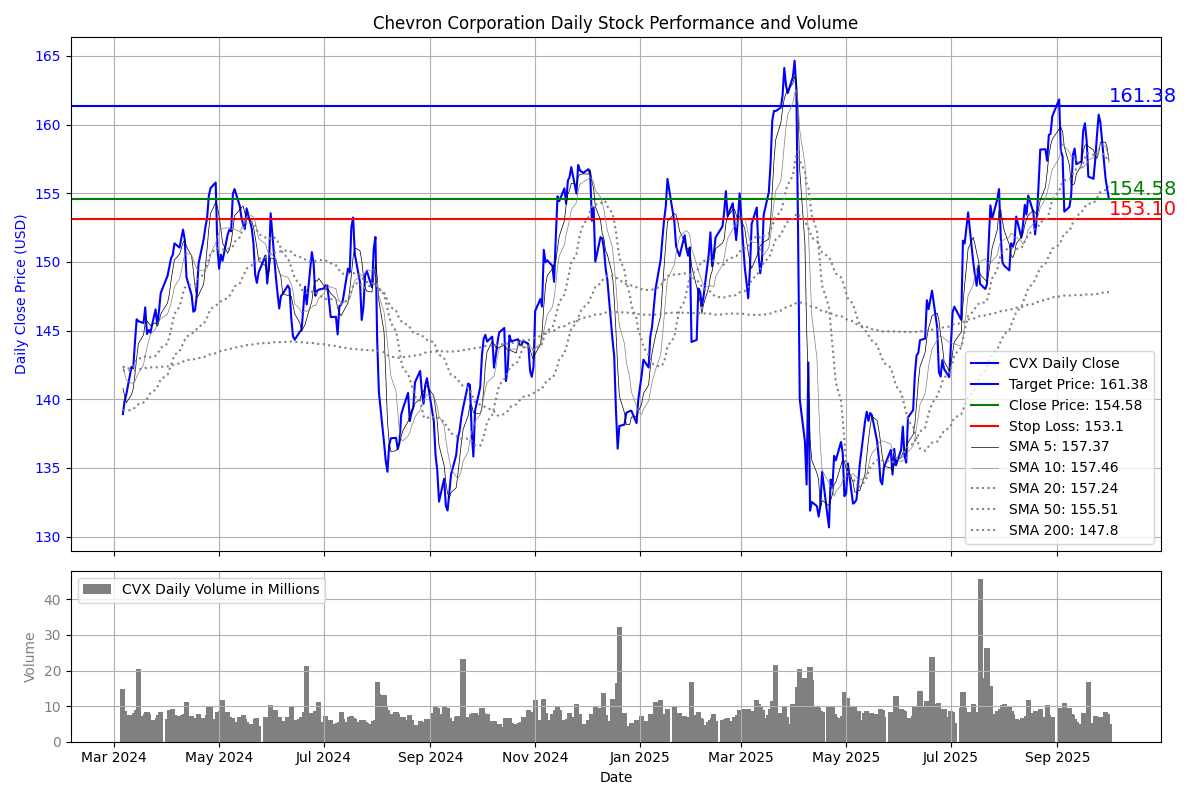 Chevron Corporation Daily Stock Performance and Volume
Daily Close Price (USD)
165
160
155
150
145
140
135
130
161.38
154.58
153.10
CVX Daily Close
Target Price: 161.38
Close Price: 154.58
Stop Loss: 153.1
SMA 5: 157.37
SMA 10: 157.46
SMA 20: 157.24
SMA 50: 155.51
SMA 200: 147.8
Volume
40
30
20
10
0
CVX Daily Volume in Millions
Mar 2024 May 2024 Jul 2024 Sep 2024 Nov 2024 Jan 2025 Mar 2025 May 2025 Jul 2025 Sep 2025
Date